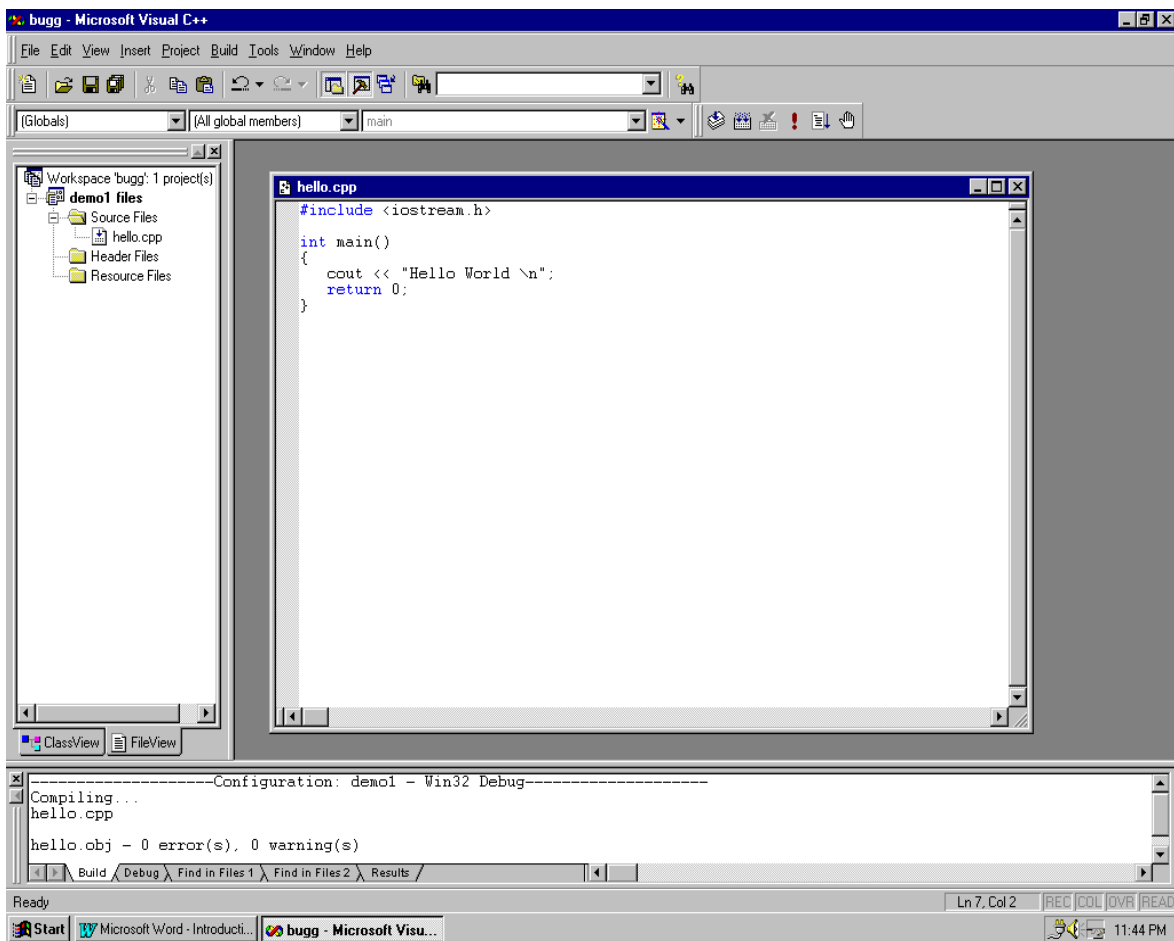 bugg - Microsoft Visual C++
File Edit View Insert Project Build Tools Window Help
(Globals) (All global members) main
Workspace 'bugg': 1 project(s)
demo1 files
Source Files
hello.cpp
Header Files
Resource Files
ClassView FileView
hello.cpp
#include <iostream.h>
int main()
{
cout << "Hello World \n";
return 0;
}
--------------------Configuration: demo1 - Win32 Debug--------------------
Compiling...
hello.cpp
hello.obj - 0 error(s), 0 warning(s)
Build Debug Find in Files 1 Find in Files 2 Results
Ready Ln 7, Col 2 REC COL OVR READ
Start Microsoft Word - Introducti... bugg - Microsoft Visu... 11:44 PM